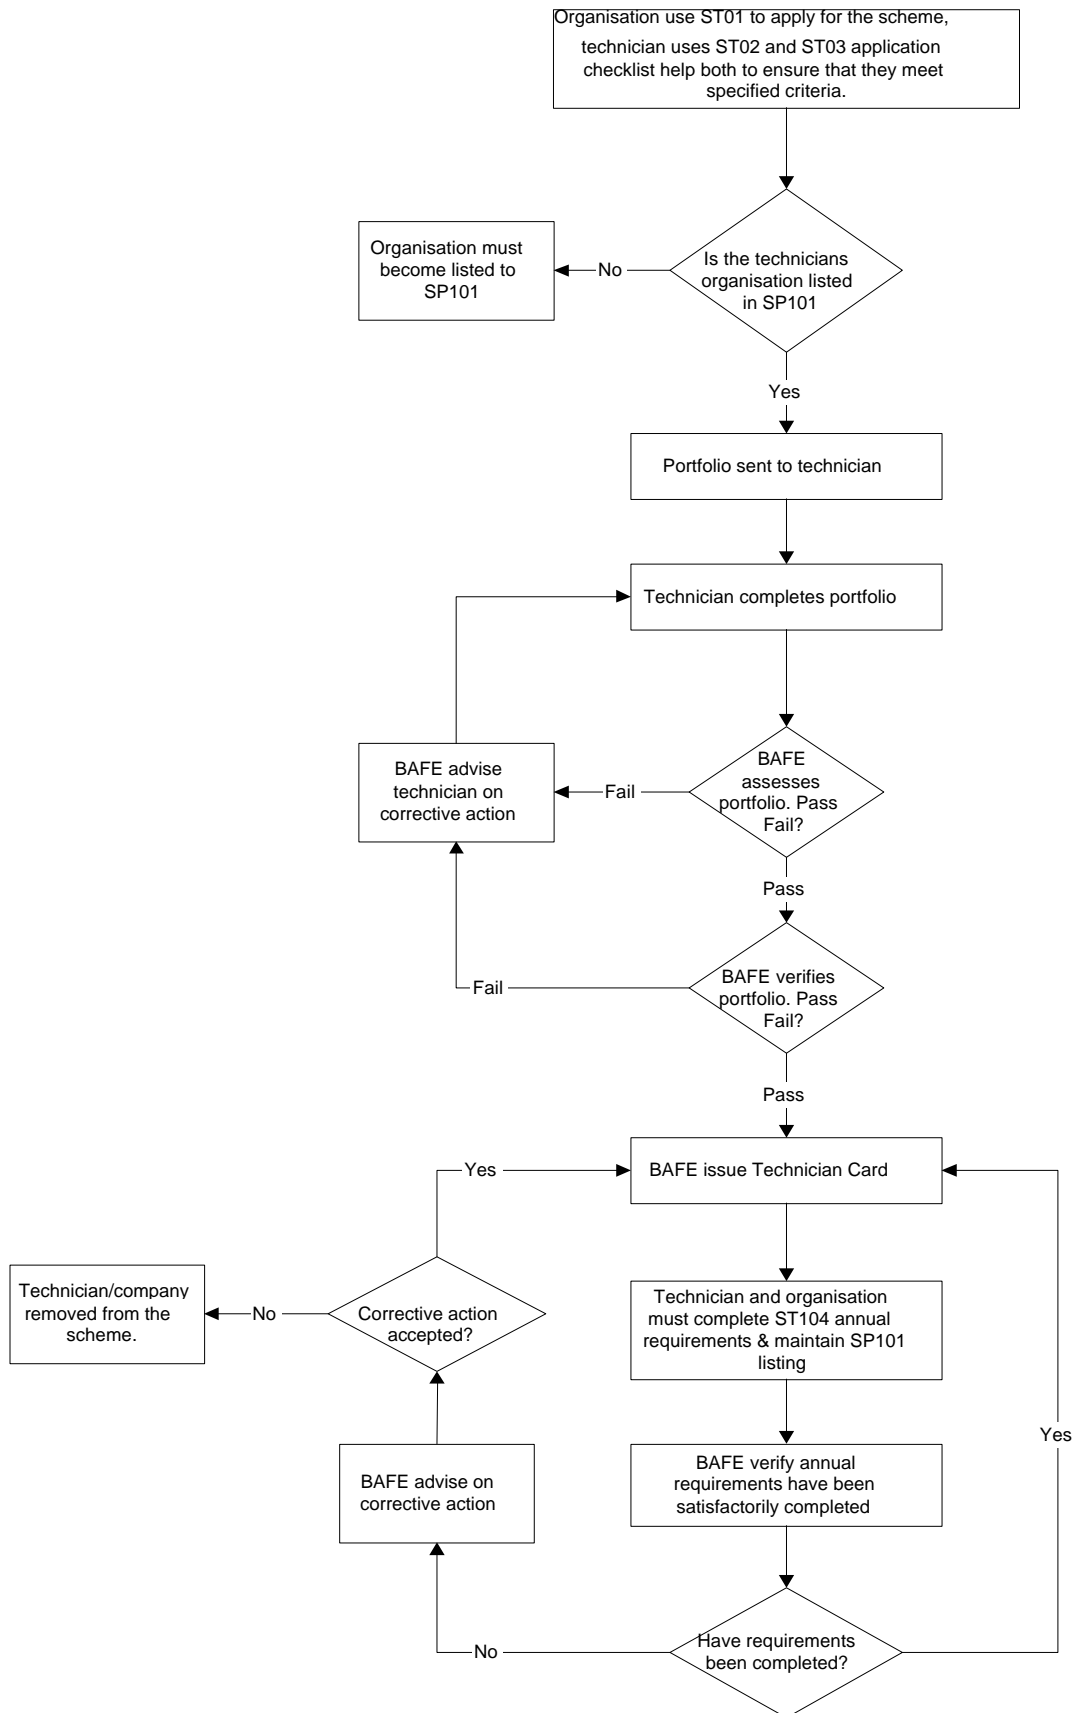 Organisation use ST01 to apply for the scheme,
technician uses ST02 and ST03 application
checklist help both to ensure that they meet
specified criteria.
Organisation must
become listed to
SP101
No
Is the technicians
organisation listed
in SP101
Yes
Portfolio sent to technician
Technician completes portfolio
BAFE advise
technician on
corrective action
Fail
BAFE
assesses
portfolio. Pass
Fail?
Pass
Fail
BAFE verifies
portfolio. Pass
Fail?
Pass
Yes
BAFE issue Technician Card
Technician/company
removed from the
scheme.
No
Corrective action
accepted?
Technician and organisation
must complete ST104 annual
requirements & maintain SP101
listing
Yes
BAFE advise on
corrective action
BAFE verify annual
requirements have been
satisfactorily completed
No
Have requirements
been completed?